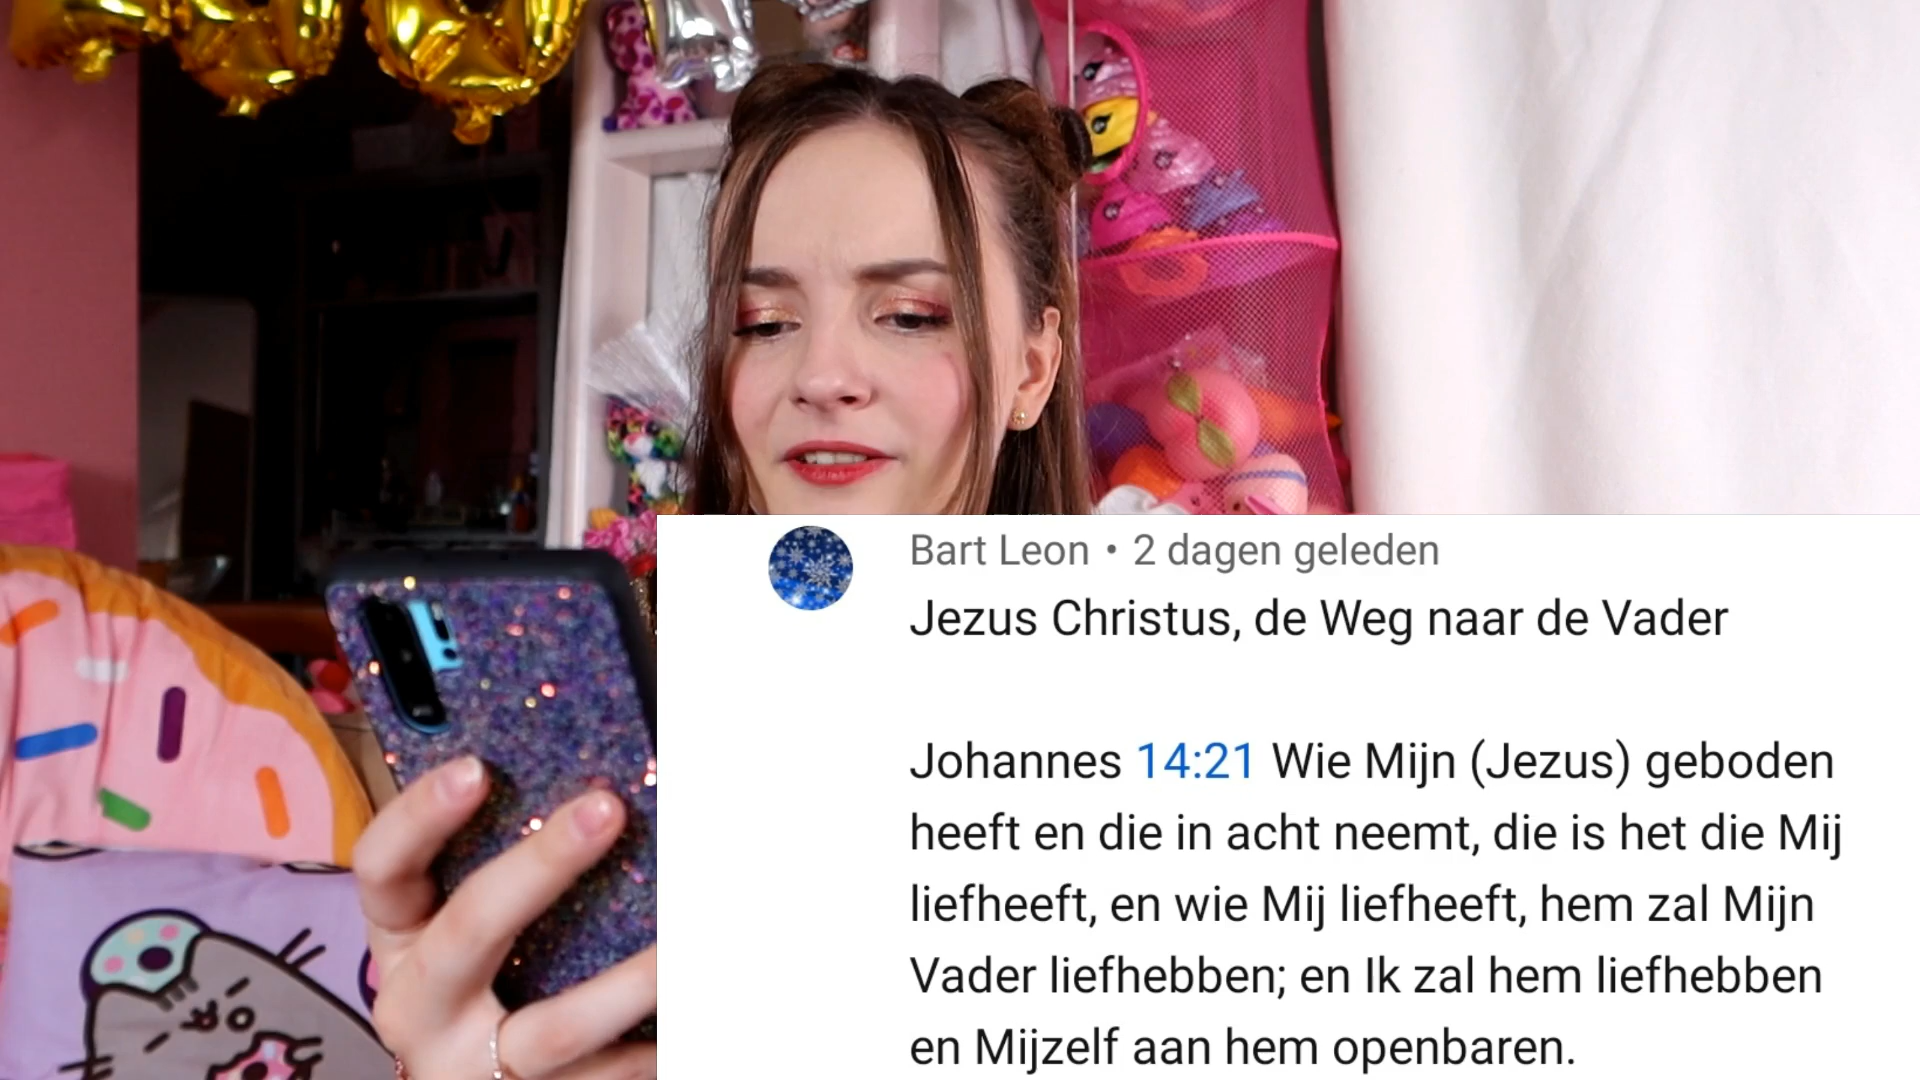 Bart Leon • 2 dagen geleden
Jezus Christus, de Weg naar de Vader
Johannes 14:21 Wie Mijn (Jezus) geboden
heeft en die in acht neemt, die is het die Mij
liefheeft, en wie Mij liefheeft, hem zal Mijn
Vader liefhebben; en Ik zal hem liefhebben
en Mijzelf aan hem openbaren.